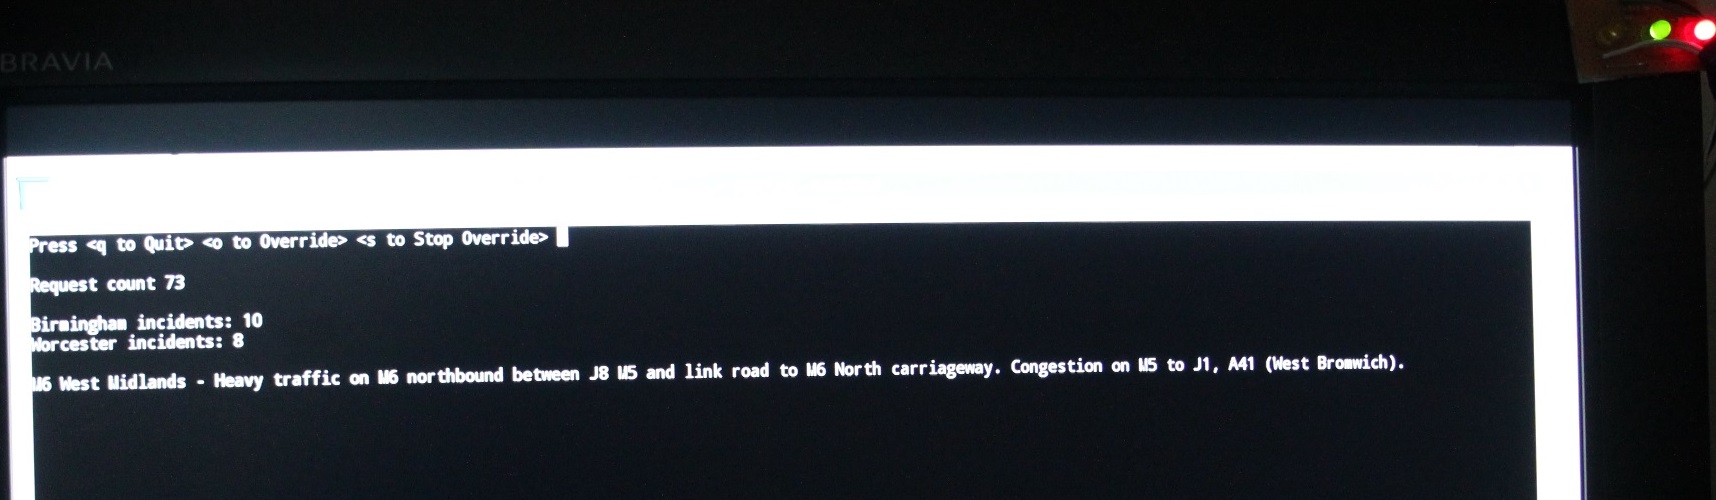 BRAVIA
Press <q to Quit> <o to Override> <s to Stop Override>
Request count 73
Birmingham incidents: 10
Worcester incidents: 8
M6 West Midlands - Heavy traffic on M6 northbound between J8 M5 and link road to M6 North carriageway. Congestion on M5 to J1, A41 (West Bromwich).